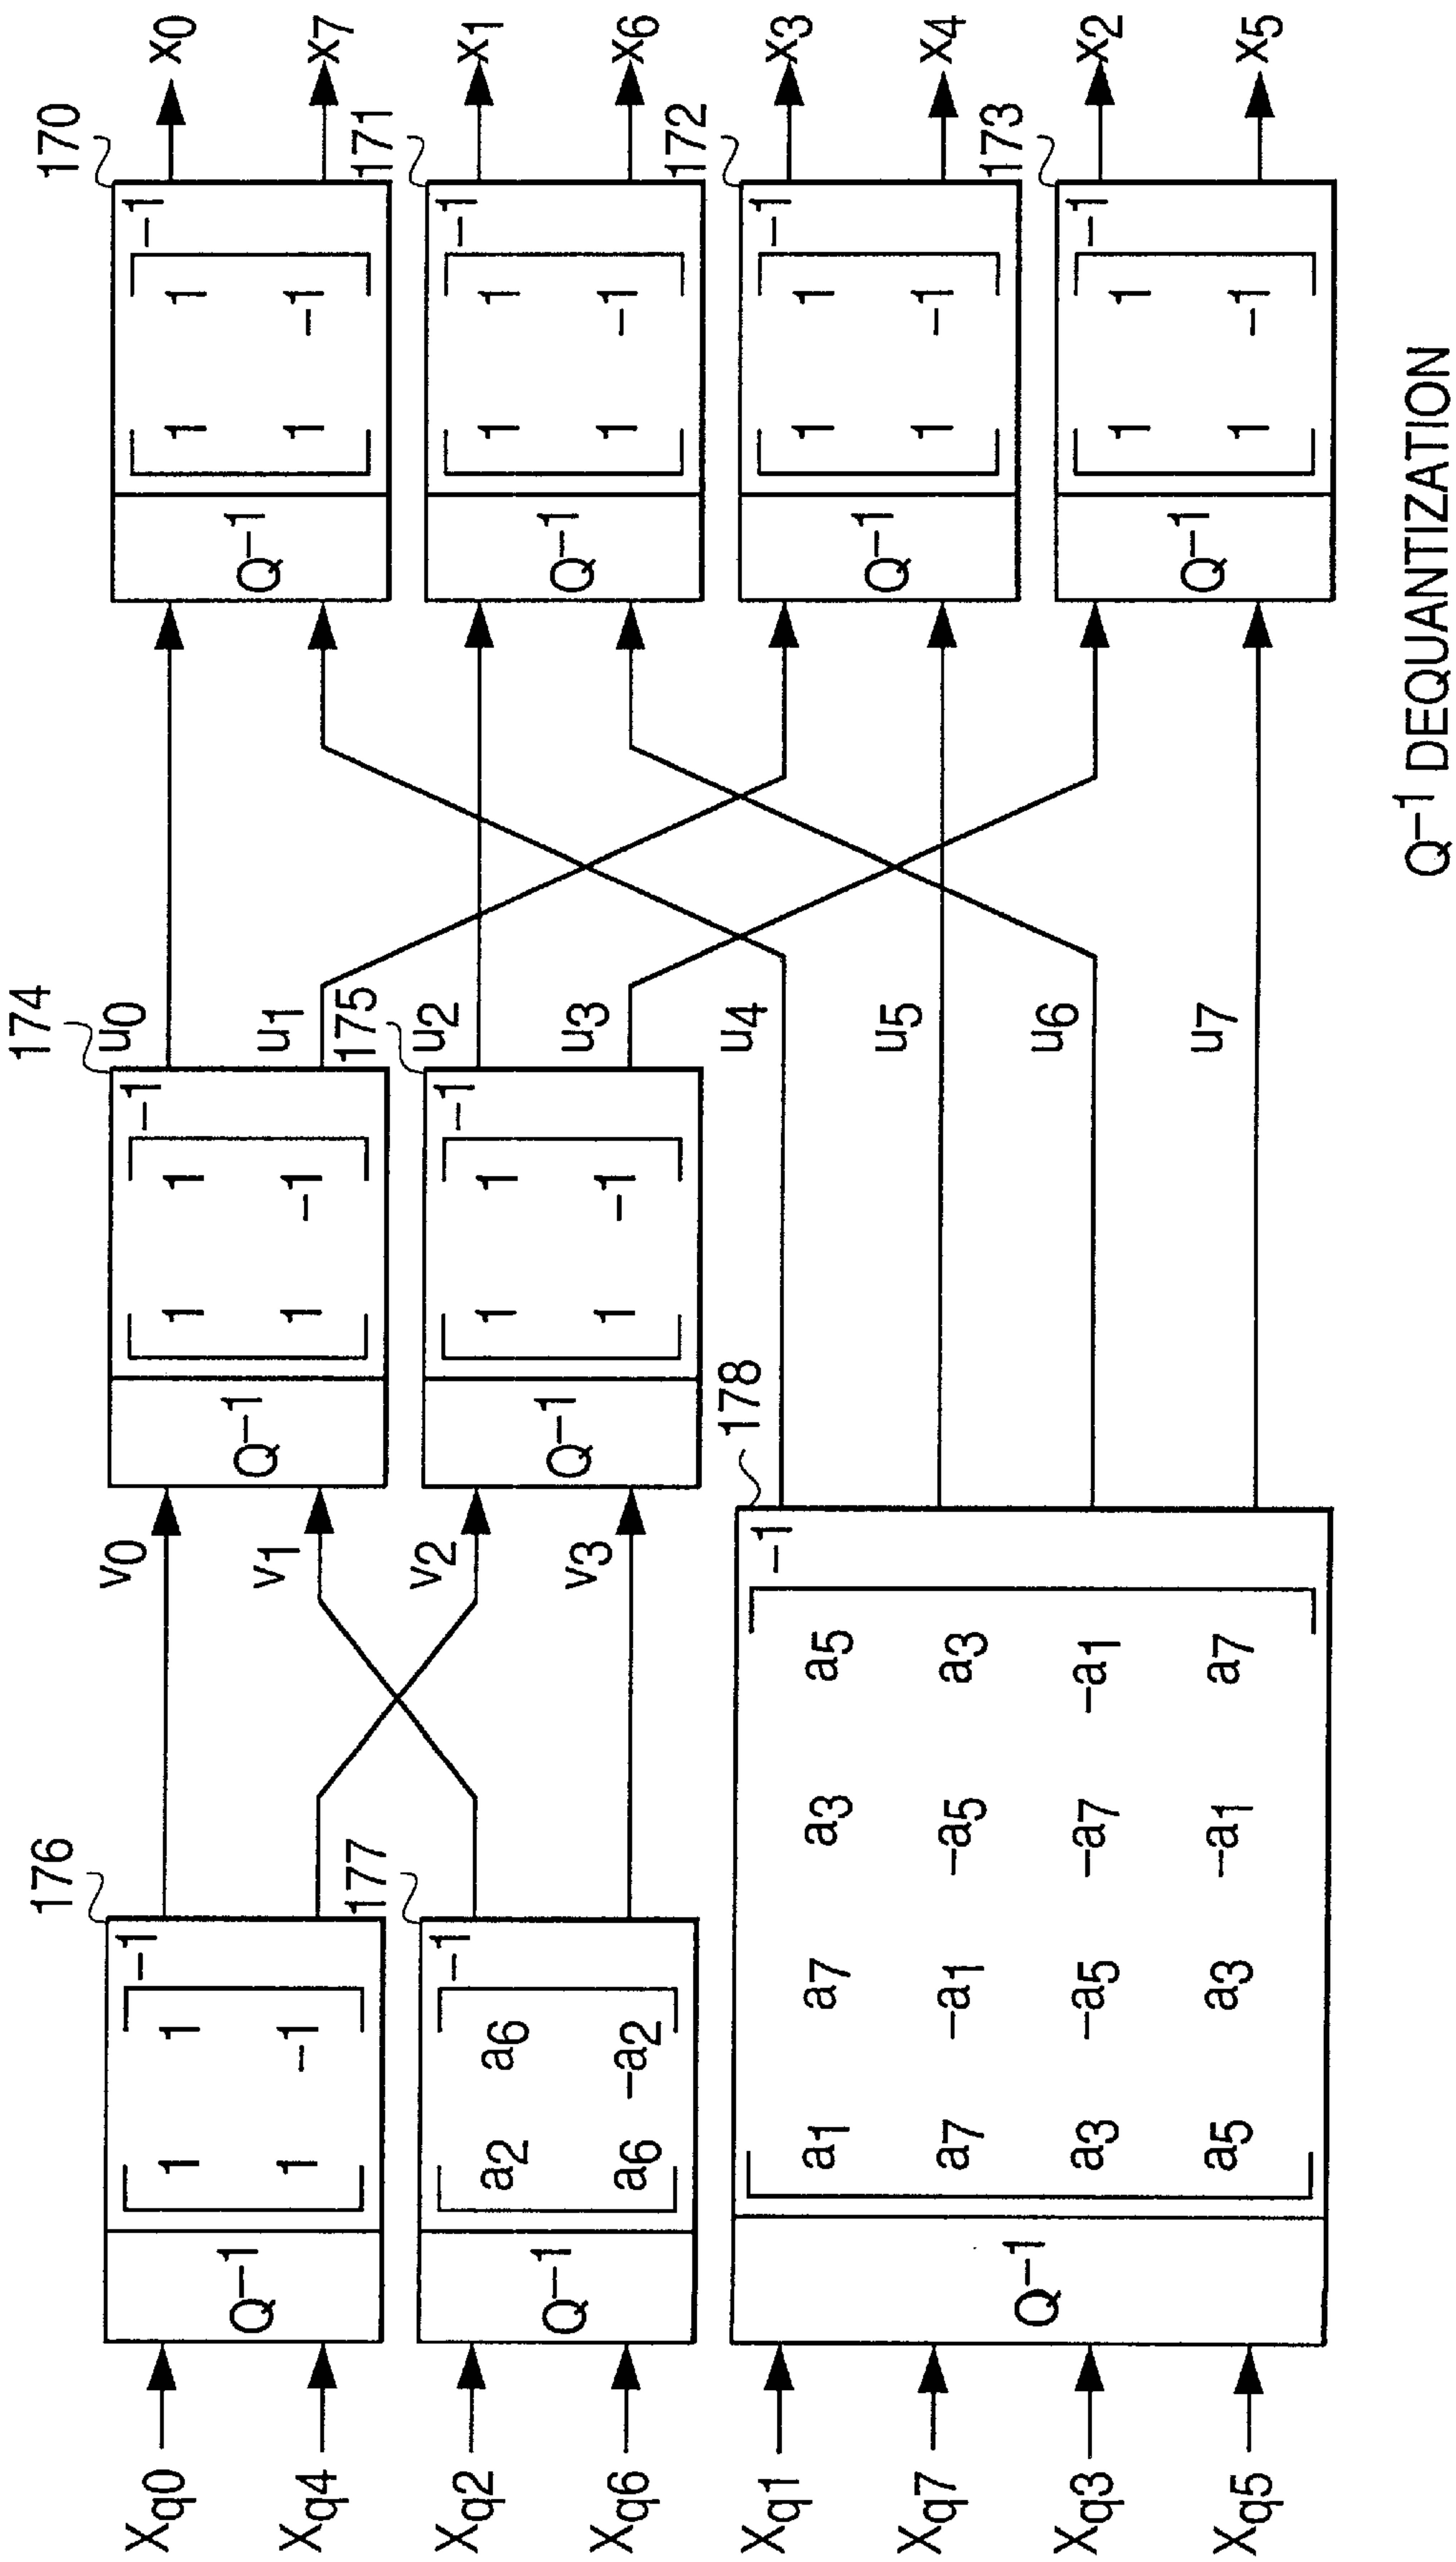 170
171
172
173
Q–1
1 1
1 –1
–1
x0
x7
Q–1
1 1
1 –1
–1
x1
x6
Q–1
1 1
1 –1
–1
x3
x4
Q–1
1 1
1 –1
–1
x2
x5
174
175
v0
v1
Q–1
1 1
1 –1
–1
u0
u1
v2
v3
Q–1
1 1
1 –1
–1
u2
u3
u4
u5
u6
u7
176
177
178
Xq0
Xq4
Q–1
1 1
1 –1
–1
Xq2
Xq6
Q–1
a2 a6
a6 –a2
–1
Xq1
Xq7
Xq3
Xq5
Q–1
a1 a7 a3 a5
a7 –a1 –a5 a3
a3 –a5 –a7 –a1
a5 a3 –a1 a7
–1
Q–1 DEQUANTIZATION